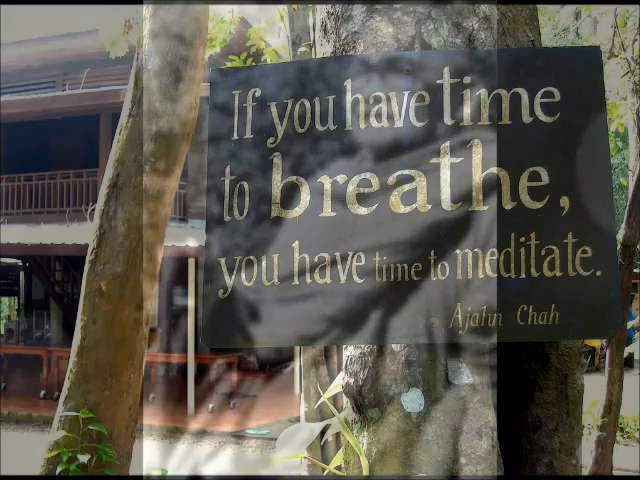 If you have time
to breathe,
you have time to meditate.
Ajahn Chah